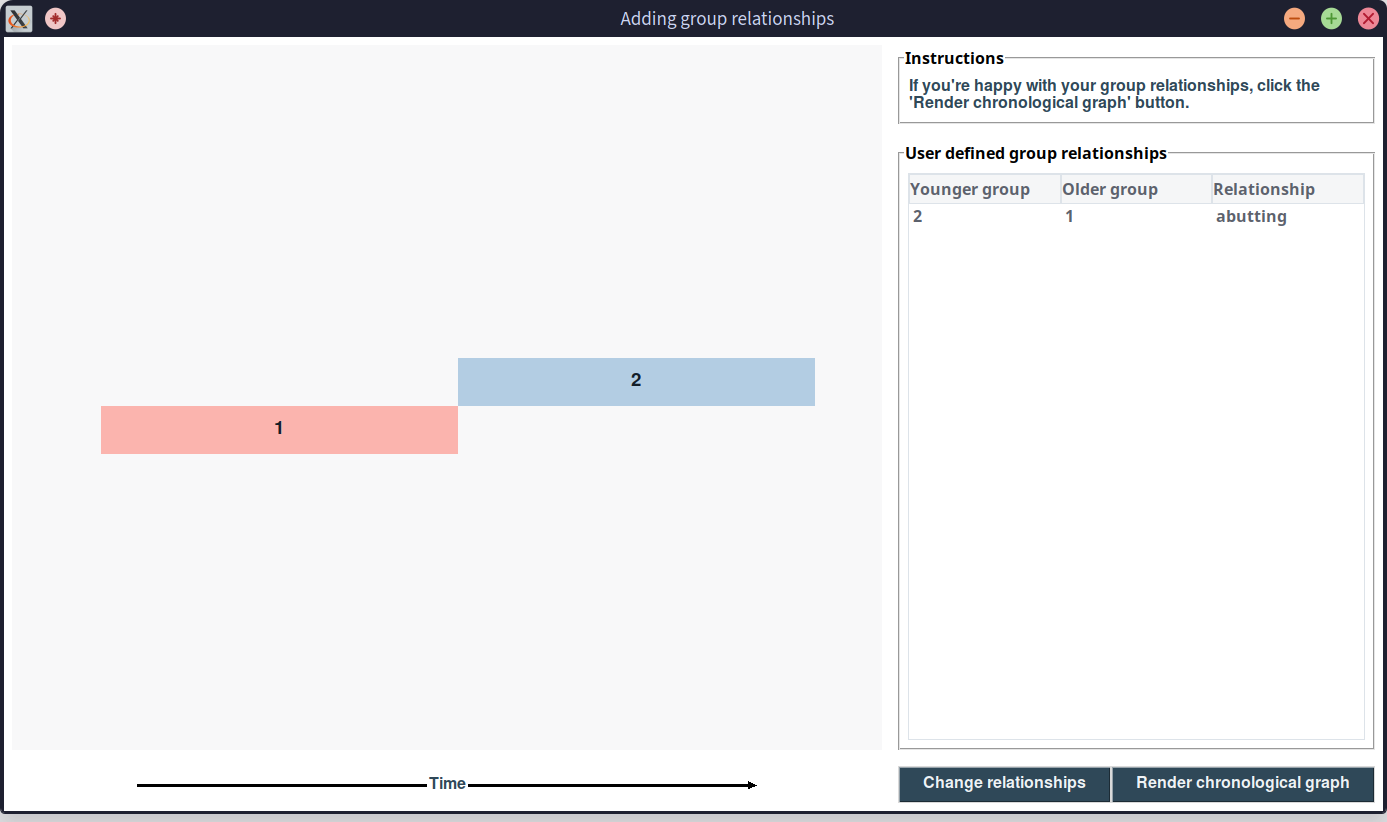 Adding group relationships
Instructions
If you're happy with your group relationships, click the
'Render chronological graph' button.
User defined group relationships
Younger group Older group Relationship
2 1 abutting
2
1
Time
Change relationships Render chronological graph